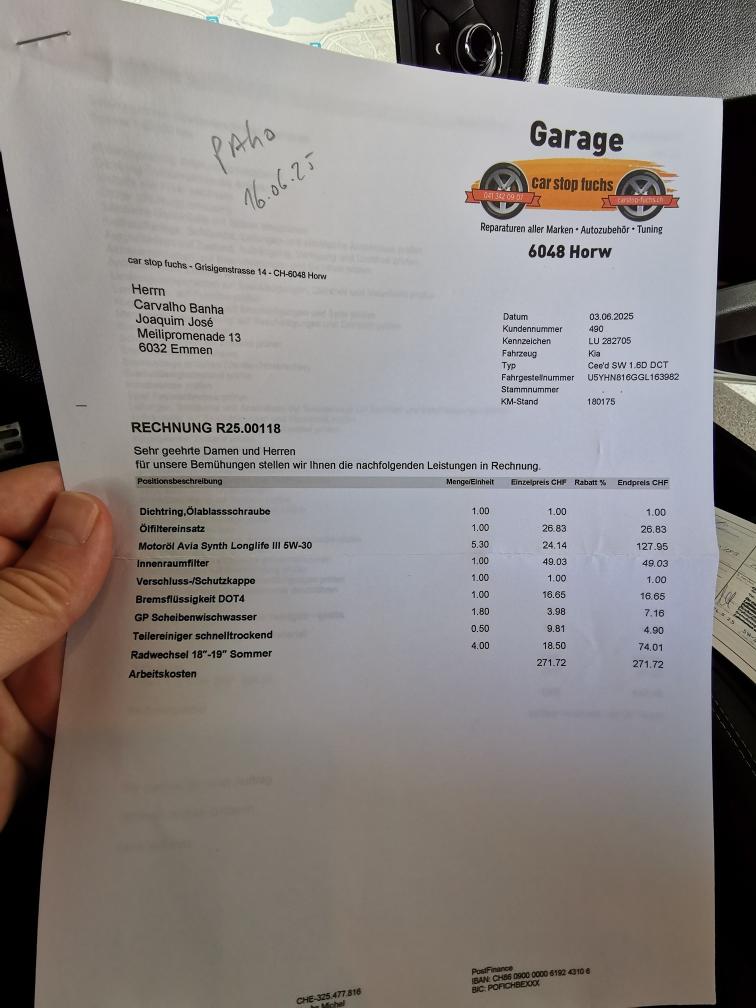 PAho
16.06.25
Garage
car stop fuchs
041 342 09 07
carstop-fuchs.ch
Reparaturen aller Marken • Autozubehör • Tuning
6048 Horw
car stop fuchs - Grisigenstrasse 14 - CH-6048 Horw
Herrn
Carvalho Banha
Joaquim José
Meilipromenade 13
6032 Emmen
Datum 03.06.2025
Kundennummer 490
Kennzeichen LU 282705
Fahrzeug Kia
Typ Cee'd SW 1.6D DCT
Fahrgestellnummer U5YHN816GGL163982
Stammnummer
KM-Stand 180175
RECHNUNG R25.00118
Sehr geehrte Damen und Herren
für unsere Bemühungen stellen wir Ihnen die nachfolgenden Leistungen in Rechnung.
Positionsbeschreibung Menge/Einheit Einzelpreis CHF Rabatt % Endpreis CHF
Dichtring,Ölablassschraube 1.00 1.00 1.00
Ölfiltereinsatz 1.00 26.83 26.83
Motoröl Avia Synth Longlife III 5W-30 5.30 24.14 127.95
Innenraumfilter 1.00 49.03 49.03
Verschluss-/Schutzkappe 1.00 1.00 1.00
Bremsflüssigkeit DOT4 1.00 16.65 16.65
GP Scheibenwischwasser 1.80 3.98 7.16
Teilereiniger schnelltrockend 0.50 9.81 4.90
Radwechsel 18"-19" Sommer 4.00 18.50 74.01
Arbeitskosten 271.72 271.72
CHE-325.477.816
Michel
PostFinance
IBAN: CH86 0900 0000 6192 4310 6
BIC: POFICHBEXXX